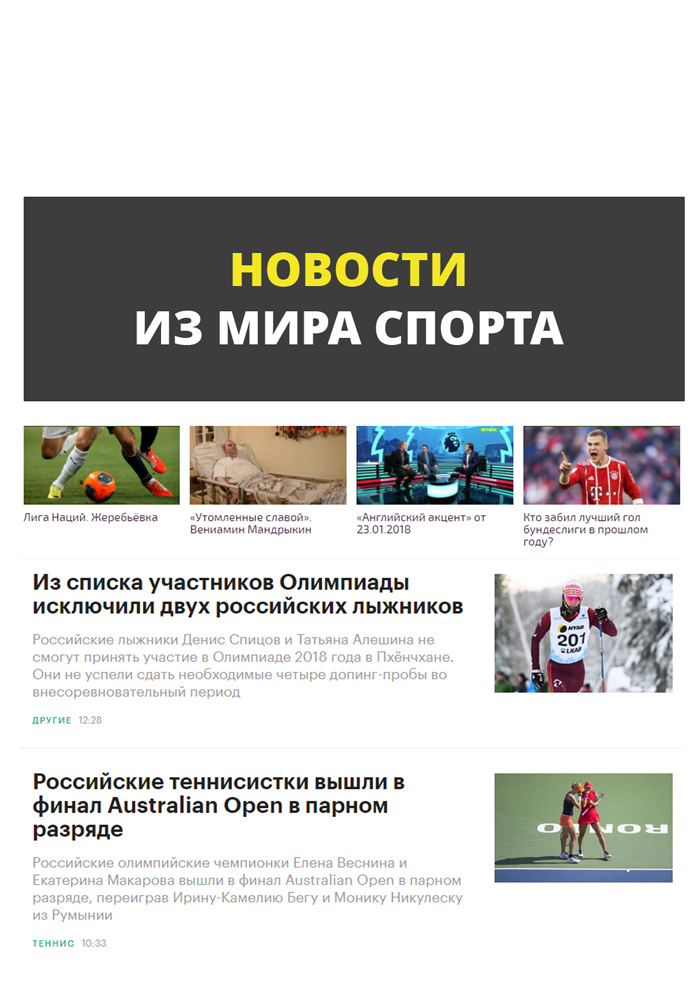 НОВОСТИ
ИЗ МИРА СПОРТА
Лига Наций. Жеребьёвка
«Утомленные славой».
Вениамин Мандрыкин
«Английский акцент» от
23.01.2018
Кто забил лучший гол
бундеслиги в прошлом
году?
Из списка участников Олимпиады
исключили двух российских лыжников
Российские лыжники Денис Спицов и Татьяна Алешина не
смогут принять участие в Олимпиаде 2018 года в Пхёнчхане.
Они не успели сдать необходимые четыре допинг-пробы во
внесоревновательный период
HYAB
201
LKAB
ДРУГИЕ 12:28
Российские теннисистки вышли в
финал Australian Open в парном
разряде
Российские олимпийские чемпионки Елена Веснина и
Екатерина Макарова вышли в финал Australian Open в парном
разряде, переиграв Ирину-Камелию Бегу и Монику Никулеску
из Румынии
ТЕННИС 10:33